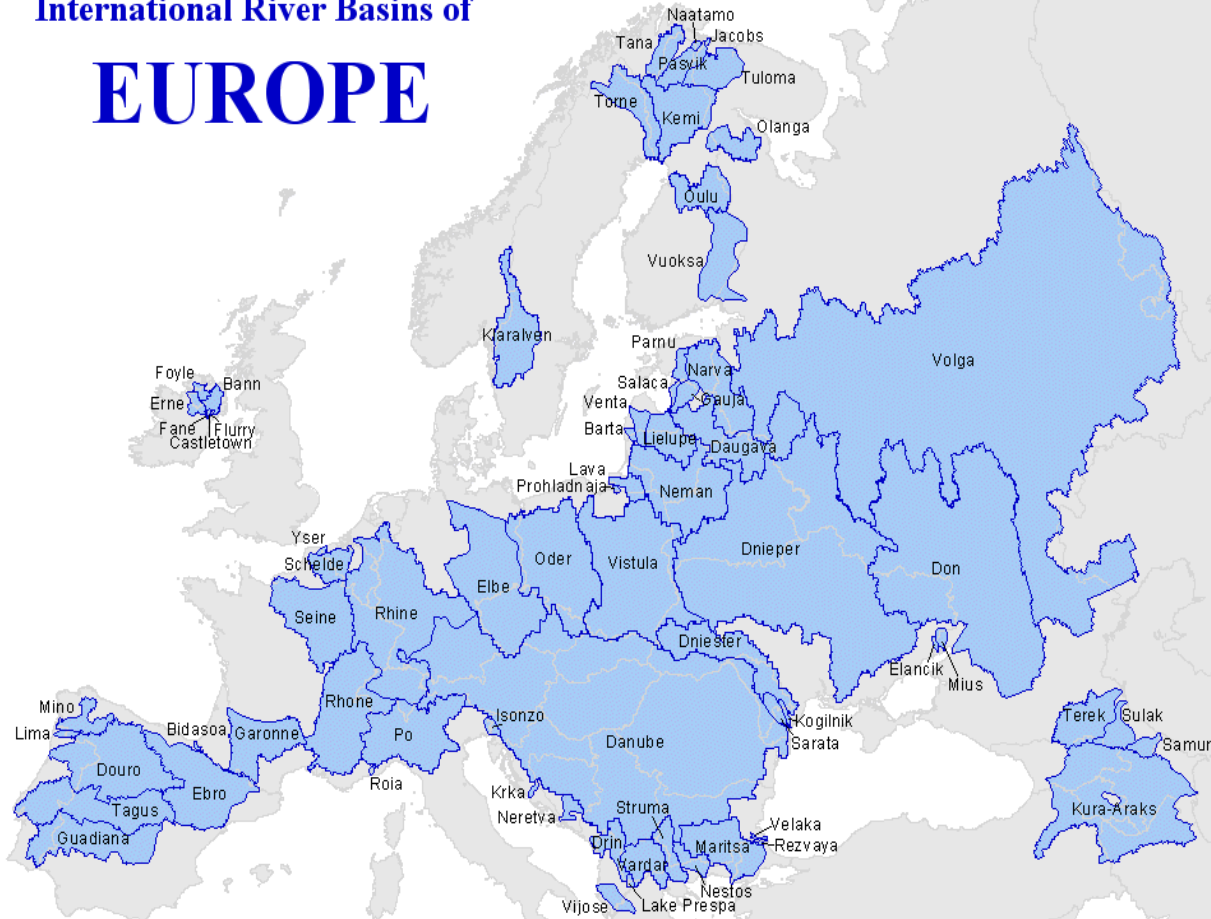 International River Basins of
EUROPE
Naatamo
Jacobs
Tana
Pasvik
Tuloma
Torne
Kemi
Olanga
Oulu
Vuoksa
Klaralven
Parnu
Narva
Volga
Foyle
Bann
Salaca
Gauja
Erne
Venta
Fane
Flurry
Barta
Castletown
Lielupe
Daugava
Lava
Prohladnaja
Neman
Yser
Schelde
Oder
Vistula
Dnieper
Don
Elbe
Seine
Rhine
Dniester
Elancik
Mius
Mino
Rhone
Isonzo
Kogilnik
Terek
Sulak
Lima
Bidasoa
Garonne
Po
Danube
Sarata
Samur
Douro
Roia
Ebro
Krka
Tagus
Neretva
Struma
Kura-Araks
Guadiana
Velaka
Drin
Maritsa
Rezvaya
Vardar
Nestos
Vijose
Lake Prespa